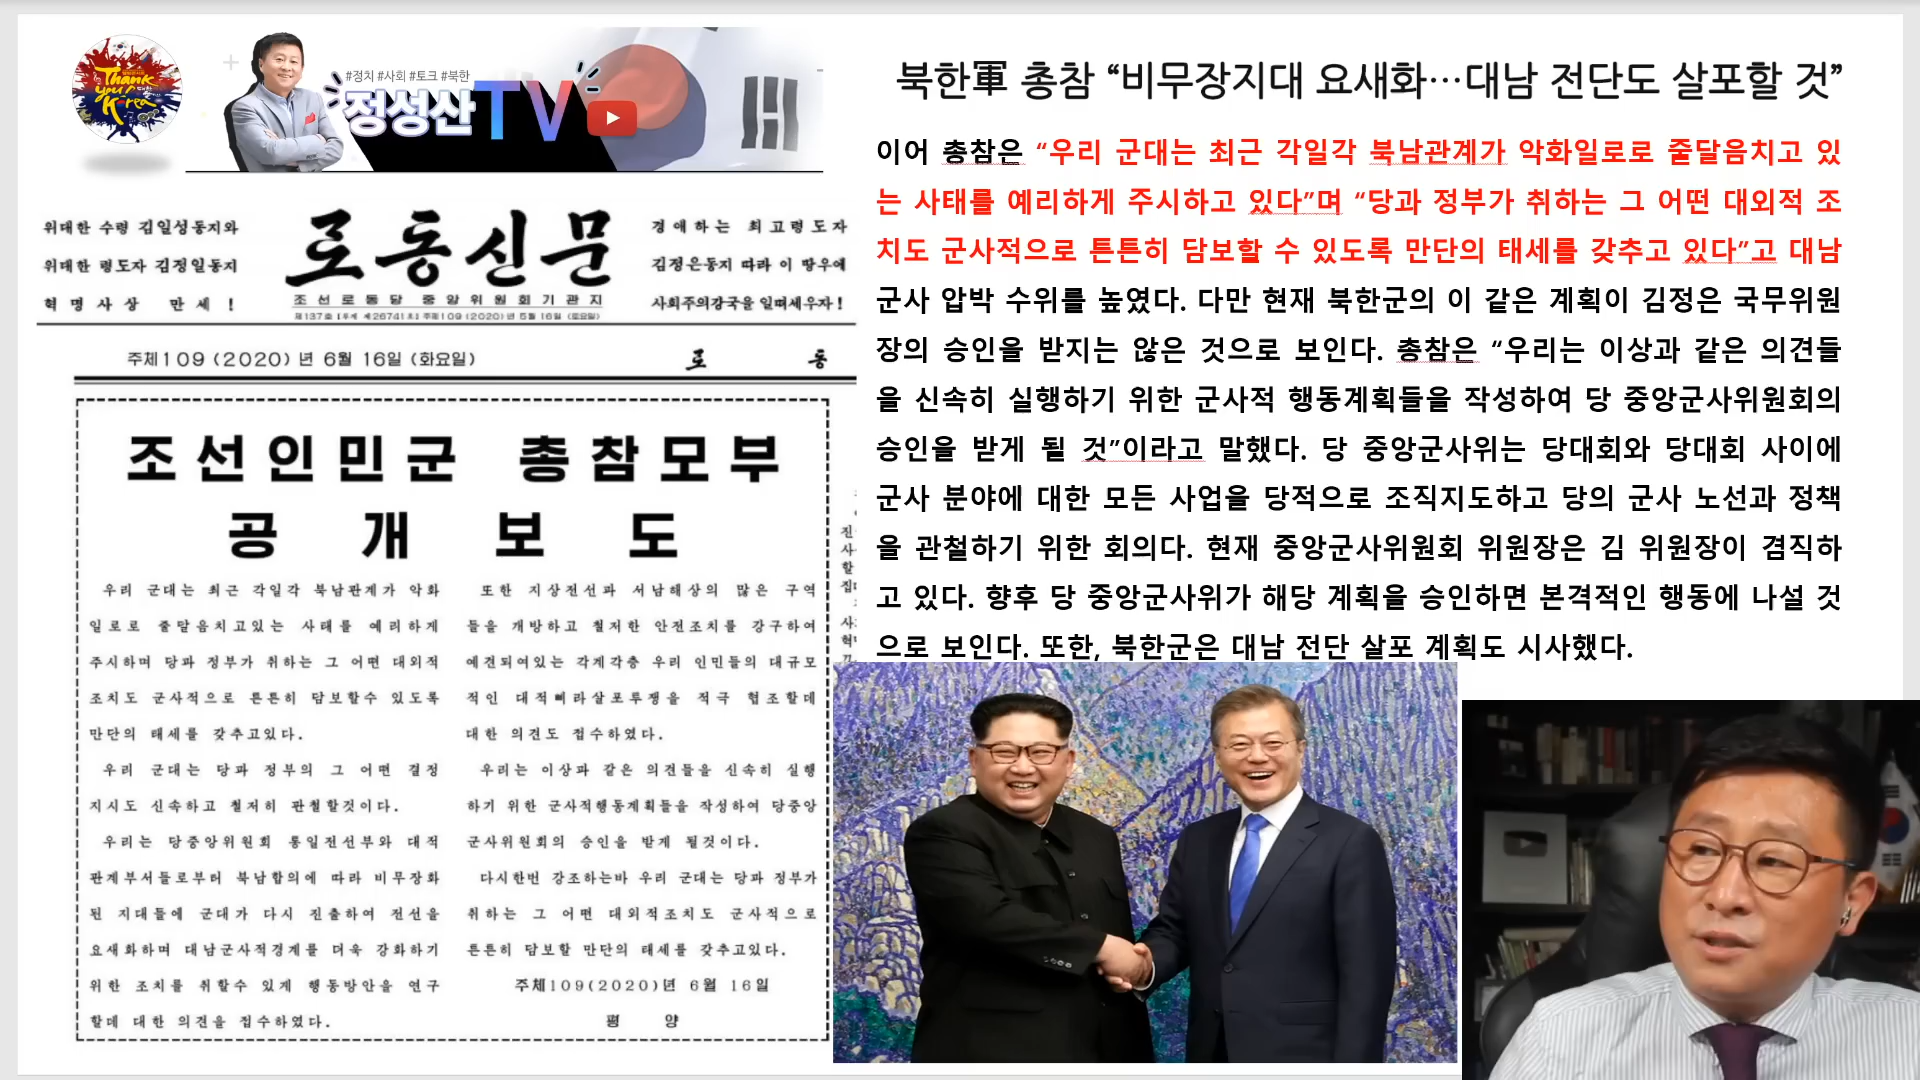 Thank you Korea
#정치 #사회 #토크 #북한
정성산TV
위대한 수령 김일성동지와
위대한 령도자 김정일동지
혁명사상 만세!
로동신문
조선로동당 중앙위원회기관지
제137호 [루계 제26741호] 주체109 (2020)년 5월 16일 (토요일)
경애하는 최고령도자
김정은동지 따라 이 땅우에
사회주의강국을 일떠세우자!
주체109 (2020) 년 6월 16일 (화요일)
로 동
조선인민군 총참모부
공개보도
우리 군대는 최근 각일각 북남관계가 악화
일로로 줄달음치고있는 사태를 예리하게
주시하며 당과 정부가 취하는 그 어떤 대외적
조치도 군사적으로 튼튼히 담보할수 있도록
만단의 태세를 갖추고있다.
우리 군대는 당과 정부의 그 어떤 결정
지시도 신속하고 철저히 관철할것이다.
우리는 당중앙위원회 통일전선부와 대적
관계부서들로부터 북남합의에 따라 비무장화
된 지대들에 군대가 다시 진출하여 전선을
요새화하며 대남군사적경계를 더욱 강화하기
위한 조치를 취할수 있게 행동방안을 연구
할데 대한 의견을 접수하였다.
또한 지상전선과 서남해상의 많은 구역
들을 개방하고 철저한 안전조치를 강구하여
예견되여있는 각계각층 우리 인민들의 대규모
적인 대적삐라살포투쟁을 적극 협조할데
대한 의견도 접수하였다.
우리는 이상과 같은 의견들을 신속히 실행
하기 위한 군사적행동계획들을 작성하여 당중앙
군사위원회의 승인을 받게 될것이다.
다시한번 강조하는바 우리 군대는 당과 정부가
취하는 그 어떤 대외적조치도 군사적으로
튼튼히 담보할 만단의 태세를 갖추고있다.
주체109(2020)년 6월 16일
평 양
북한軍 총참 “비무장지대 요새화…대남 전단도 살포할 것”
이어 총참은 “우리 군대는 최근 각일각 북남관계가 악화일로로 줄달음치고 있
는 사태를 예리하게 주시하고 있다”며 “당과 정부가 취하는 그 어떤 대외적 조
치도 군사적으로 튼튼히 담보할 수 있도록 만단의 태세를 갖추고 있다”고 대남
군사 압박 수위를 높였다. 다만 현재 북한군의 이 같은 계획이 김정은 국무위원
장의 승인을 받지는 않은 것으로 보인다. 총참은 “우리는 이상과 같은 의견들
을 신속히 실행하기 위한 군사적 행동계획들을 작성하여 당 중앙군사위원회의
승인을 받게 될 것”이라고 말했다. 당 중앙군사위는 당대회와 당대회 사이에
군사 분야에 대한 모든 사업을 당적으로 조직지도하고 당의 군사 노선과 정책
을 관철하기 위한 회의다. 현재 중앙군사위원회 위원장은 김 위원장이 겸직하
고 있다. 향후 당 중앙군사위가 해당 계획을 승인하면 본격적인 행동에 나설 것
으로 보인다. 또한, 북한군은 대남 전단 살포 계획도 시사했다.